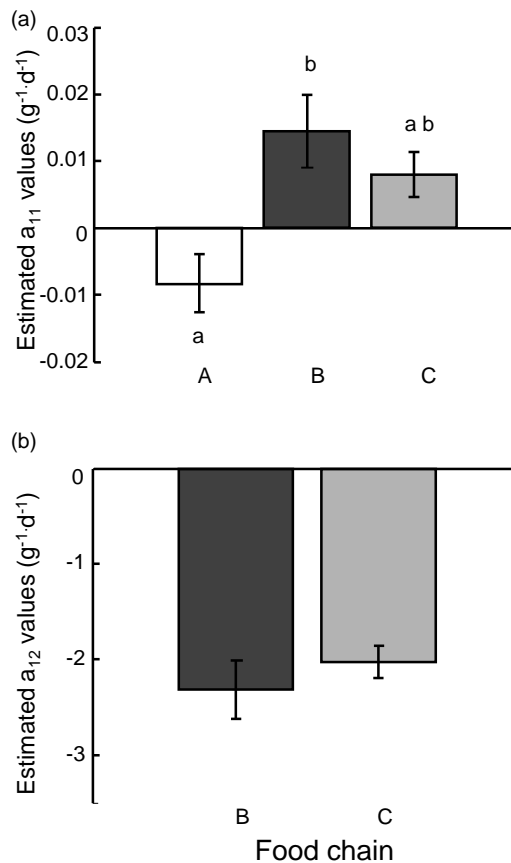 (a)
Estimated a₁₁ values (g⁻¹·d⁻¹)
0.03
0.02
0.01
0
-0.01
-0.02
b
a b
a
A B C
(b)
Estimated a₁₂ values (g⁻¹·d⁻¹)
0
-1
-2
-3
B C
Food chain